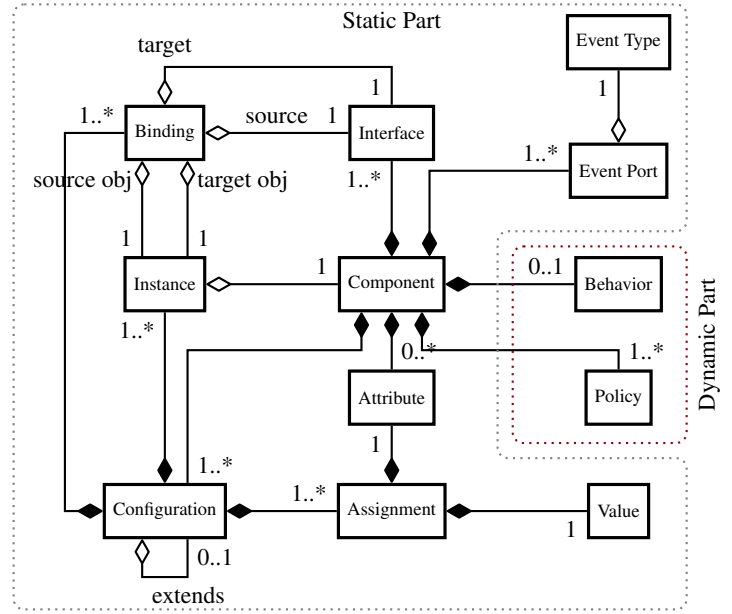 Static Part
Event Type
target
1
1
1..*
Binding
source
1
Interface
1..*
Event Port
source obj
target obj
1..*
1
1
Instance
1
Component
0..1
Behavior
Dynamic Part
1..*
0..*
1..*
Attribute
Policy
1
1..*
1..*
Configuration
Assignment
Value
1
0..1
extends